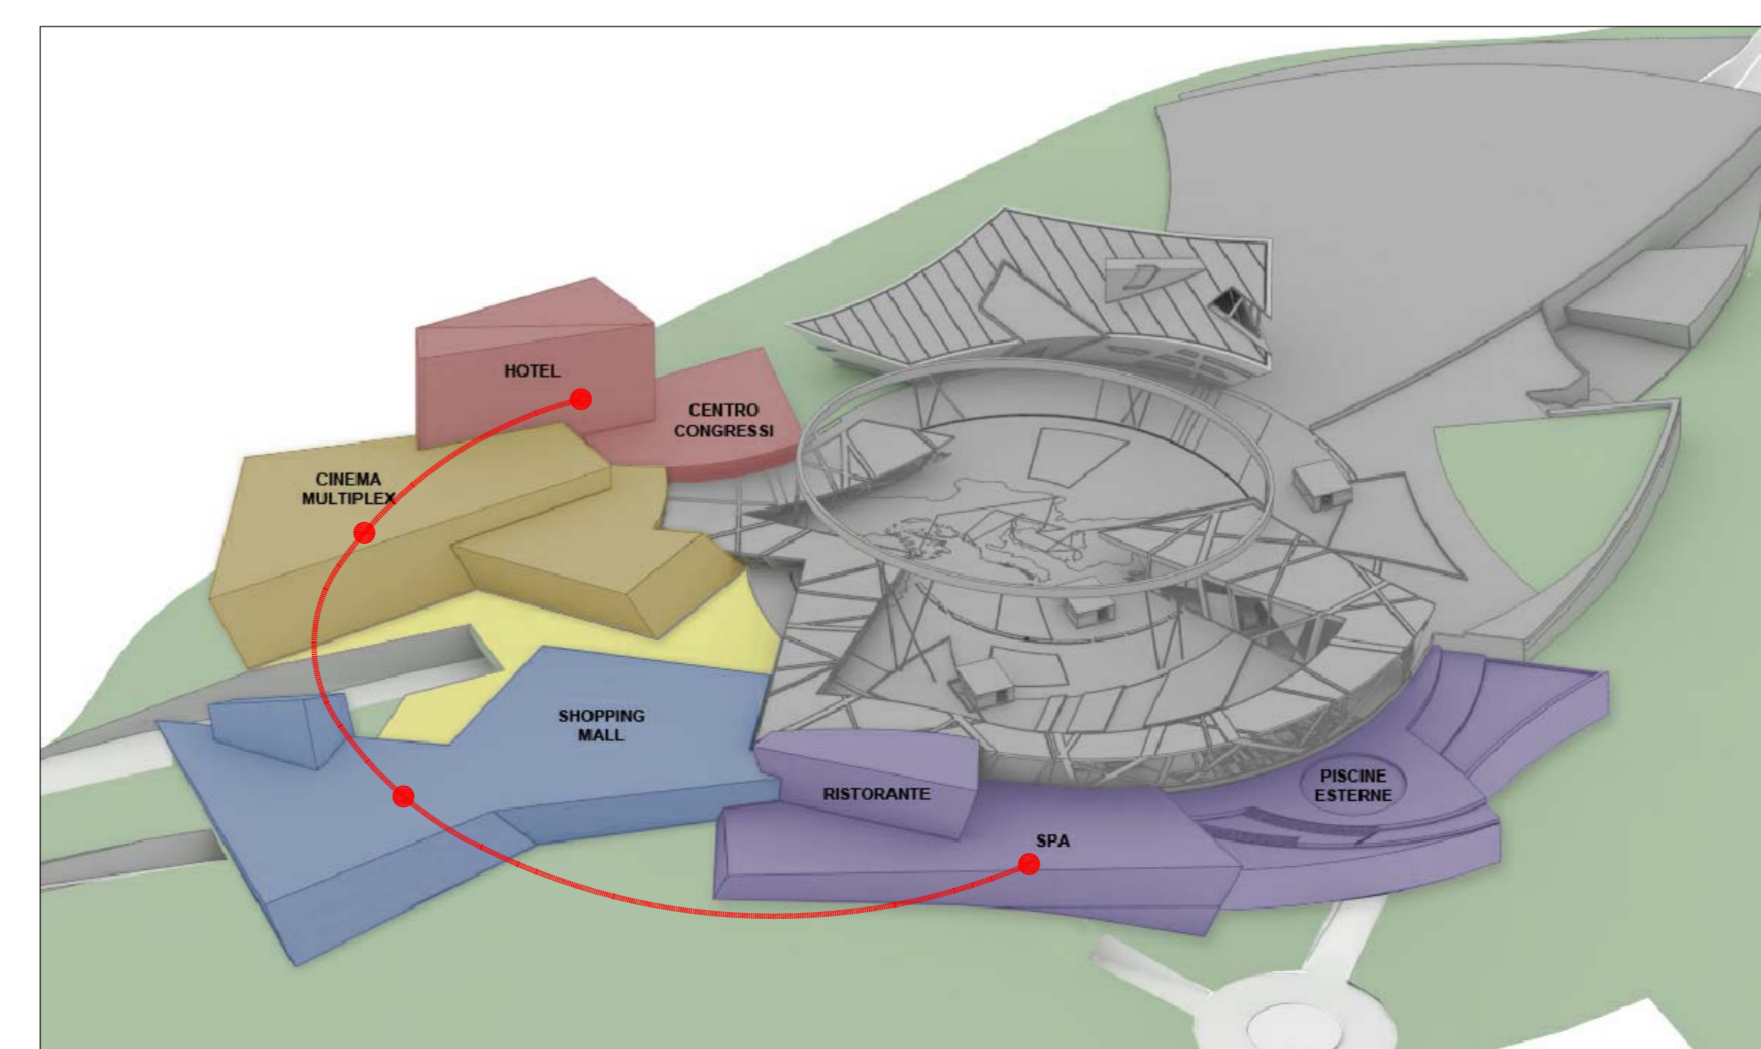 HOTEL
CENTRO
CONGRESSI
CINEMA
MULTIPLEX
SHOPPING
MALL
RISTORANTE
PISCINE
ESTERNE
SPA